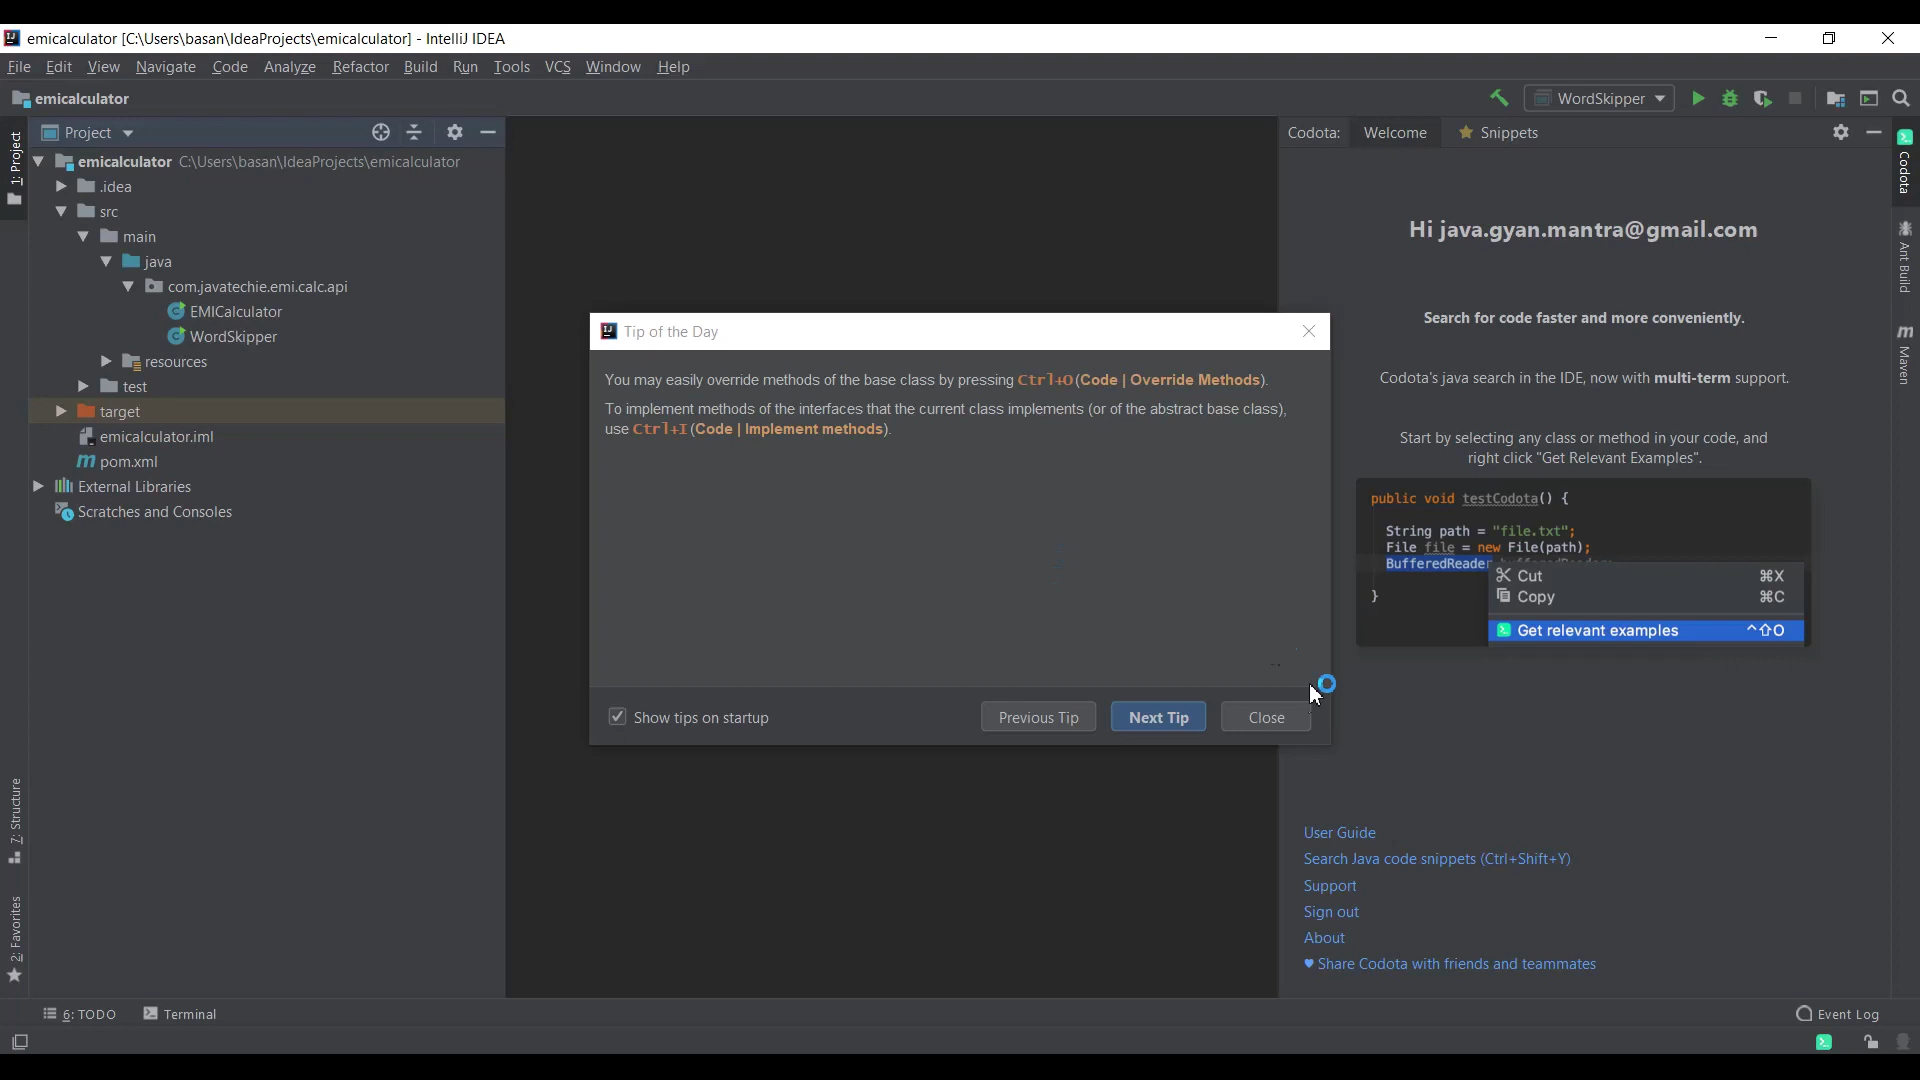 emicalculator [C:\Users\basan\IdeaProjects\emicalculator] - IntelliJ IDEA
File Edit View Navigate Code Analyze Refactor Build Run Tools VCS Window Help
emicalculator
WordSkipper
1: Project
Project
emicalculator C:\Users\basan\IdeaProjects\emicalculator
.idea
src
main
java
com.javatechie.emi.calc.api
EMICalculator
WordSkipper
resources
test
target
emicalculator.iml
pom.xml
External Libraries
Scratches and Consoles
7: Structure
2: Favorites
Tip of the Day
You may easily override methods of the base class by pressing Ctrl+O(Code | Override Methods).
To implement methods of the interfaces that the current class implements (or of the abstract base class),
use Ctrl+I(Code | Implement methods).
Show tips on startup
Previous Tip
Next Tip
Close
Codota: Welcome Snippets
Hi java.gyan.mantra@gmail.com
Search for code faster and more conveniently.
Codota's java search in the IDE, now with multi-term support.
Start by selecting any class or method in your code, and
right click "Get Relevant Examples".
public void testCodota() {
String path = "file.txt";
File file = new File(path);
BufferedReader
Cut ⌘X
}
Copy ⌘C
Get relevant examples ^⇧O
User Guide
Search Java code snippets (Ctrl+Shift+Y)
Support
Sign out
About
♥ Share Codota with friends and teammates
Codota
Ant Build
Maven
6: TODO
Terminal
Event Log